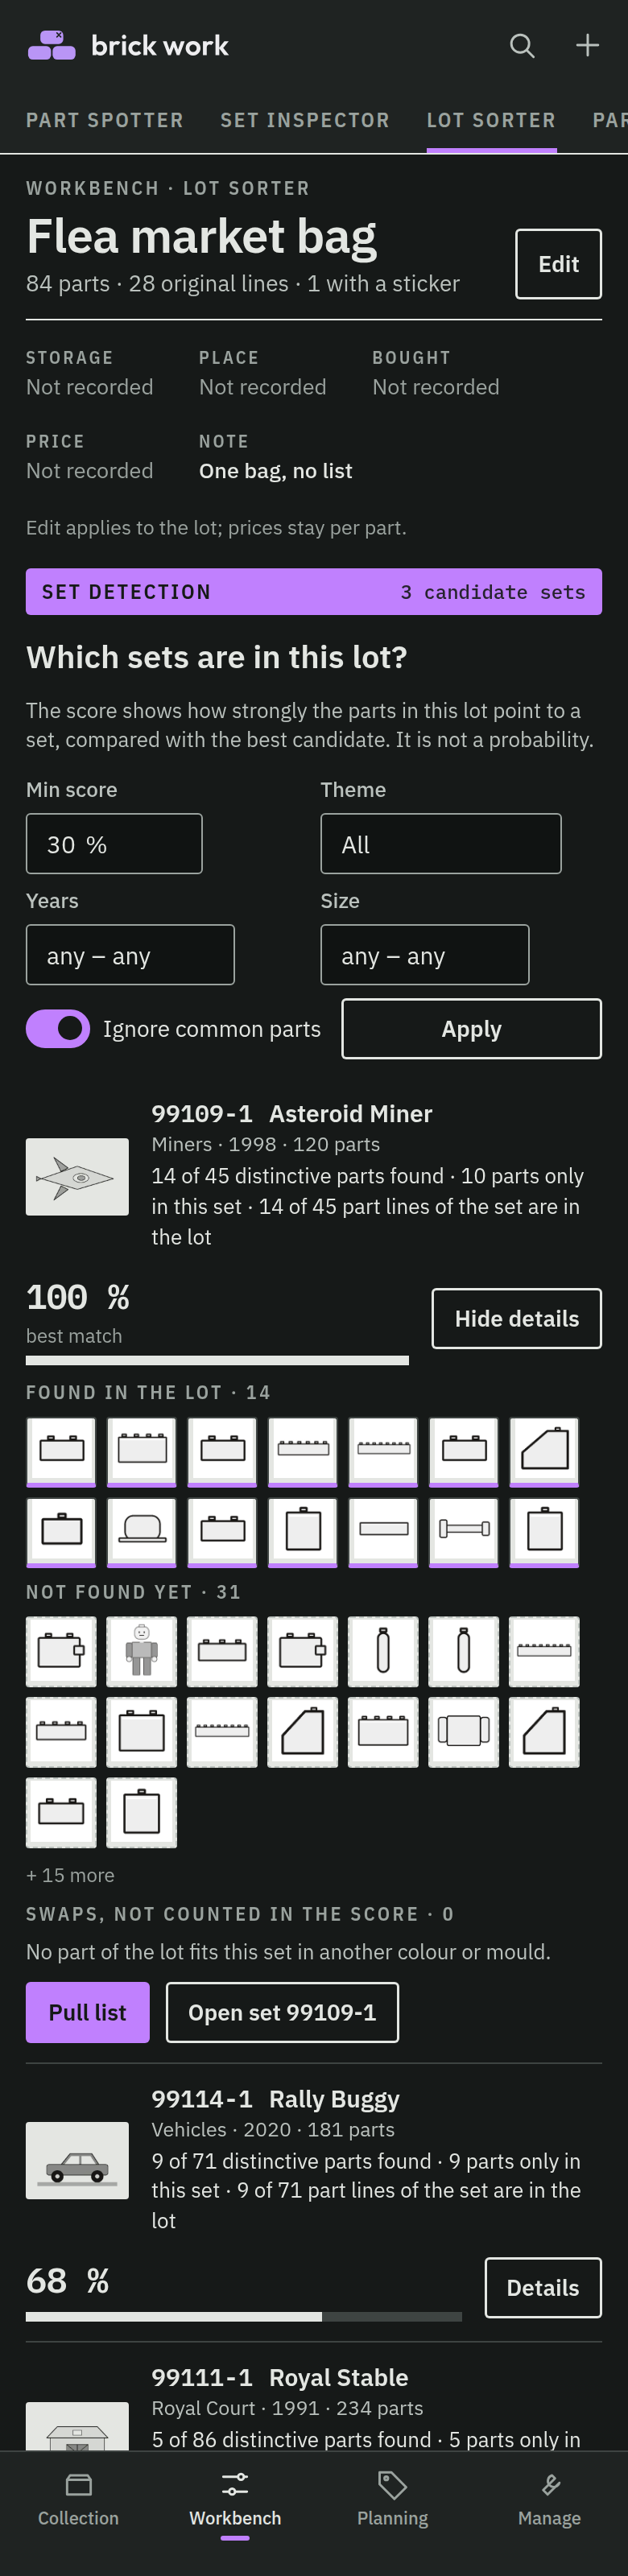 brick work
PART SPOTTER SET INSPECTOR LOT SORTER PAR
WORKBENCH · LOT SORTER
Flea market bag
84 parts · 28 original lines · 1 with a sticker
Edit
STORAGE PLACE BOUGHT
Not recorded Not recorded Not recorded
PRICE NOTE
Not recorded One bag, no list
Edit applies to the lot; prices stay per part.
SET DETECTION 3 candidate sets
Which sets are in this lot?
The score shows how strongly the parts in this lot point to a
set, compared with the best candidate. It is not a probability.
Min score Theme
30 % All
Years Size
any – any any – any
Ignore common parts Apply
99109-1 Asteroid Miner
Miners · 1998 · 120 parts
14 of 45 distinctive parts found · 10 parts only
in this set · 14 of 45 part lines of the set are in
the lot
100 %
best match
Hide details
FOUND IN THE LOT · 14
NOT FOUND YET · 31
+ 15 more
SWAPS, NOT COUNTED IN THE SCORE · 0
No part of the lot fits this set in another colour or mould.
Pull list Open set 99109-1
99114-1 Rally Buggy
Vehicles · 2020 · 181 parts
9 of 71 distinctive parts found · 9 parts only in
this set · 9 of 71 part lines of the set are in the
lot
68 %
Details
99111-1 Royal Stable
Royal Court · 1991 · 234 parts
5 of 86 distinctive parts found · 5 parts only in
Collection Workbench Planning Manage